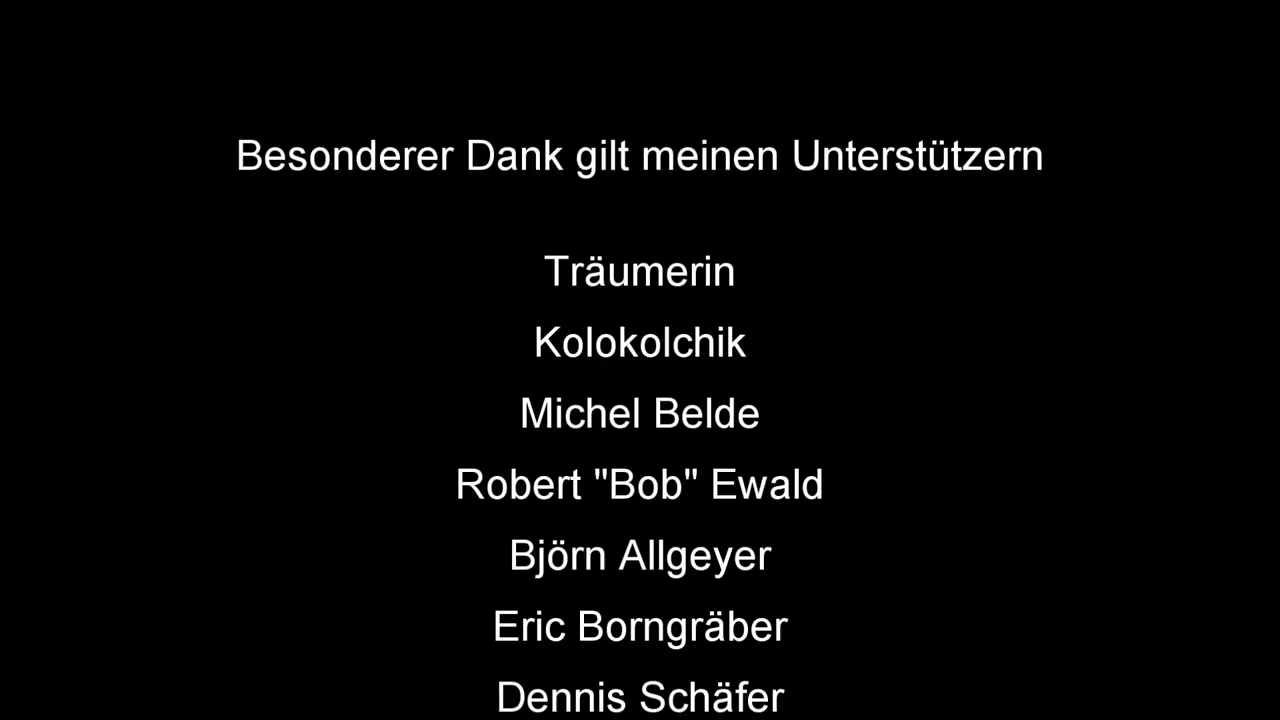 Besonderer Dank gilt meinen Unterstützern
Träumerin
Kolokolchik
Michel Belde
Robert "Bob" Ewald
Björn Allgeyer
Eric Borngräber
Dennis Schäfer